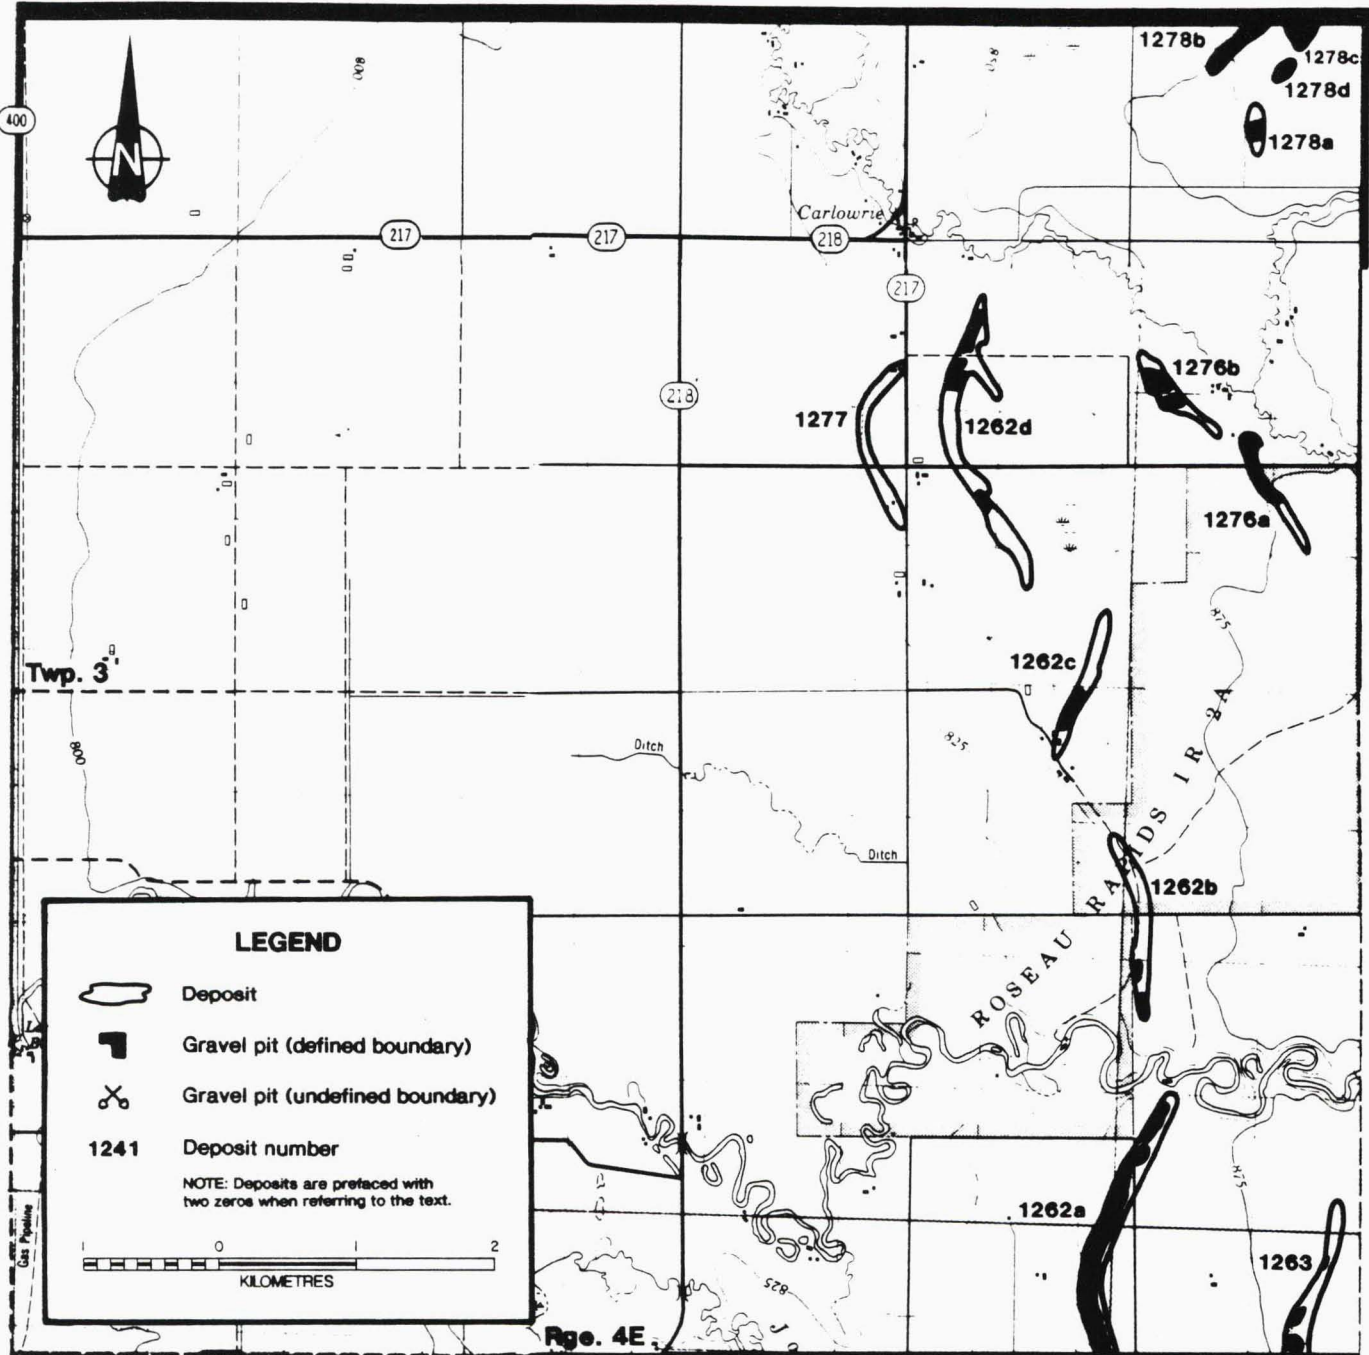 1278b
850
1278c
1278d
800
400
N
1278a
Carlowrie
217
217
218
217
218
1276b
1277
1262d
1276a
875
1262c
Twp. 3
ROSEAU RAPIDS IR 2A
825
800
Ditch
Ditch
1262b
LEGEND
Deposit
Gravel pit (defined boundary)
Gravel pit (undefined boundary)
1241 Deposit number
NOTE: Deposits are prefaced with
two zeros when referring to the text.
1 0 1 2
KILOMETRES
Gas Pipeline
875
1262a
1263
825
Rge. 4E